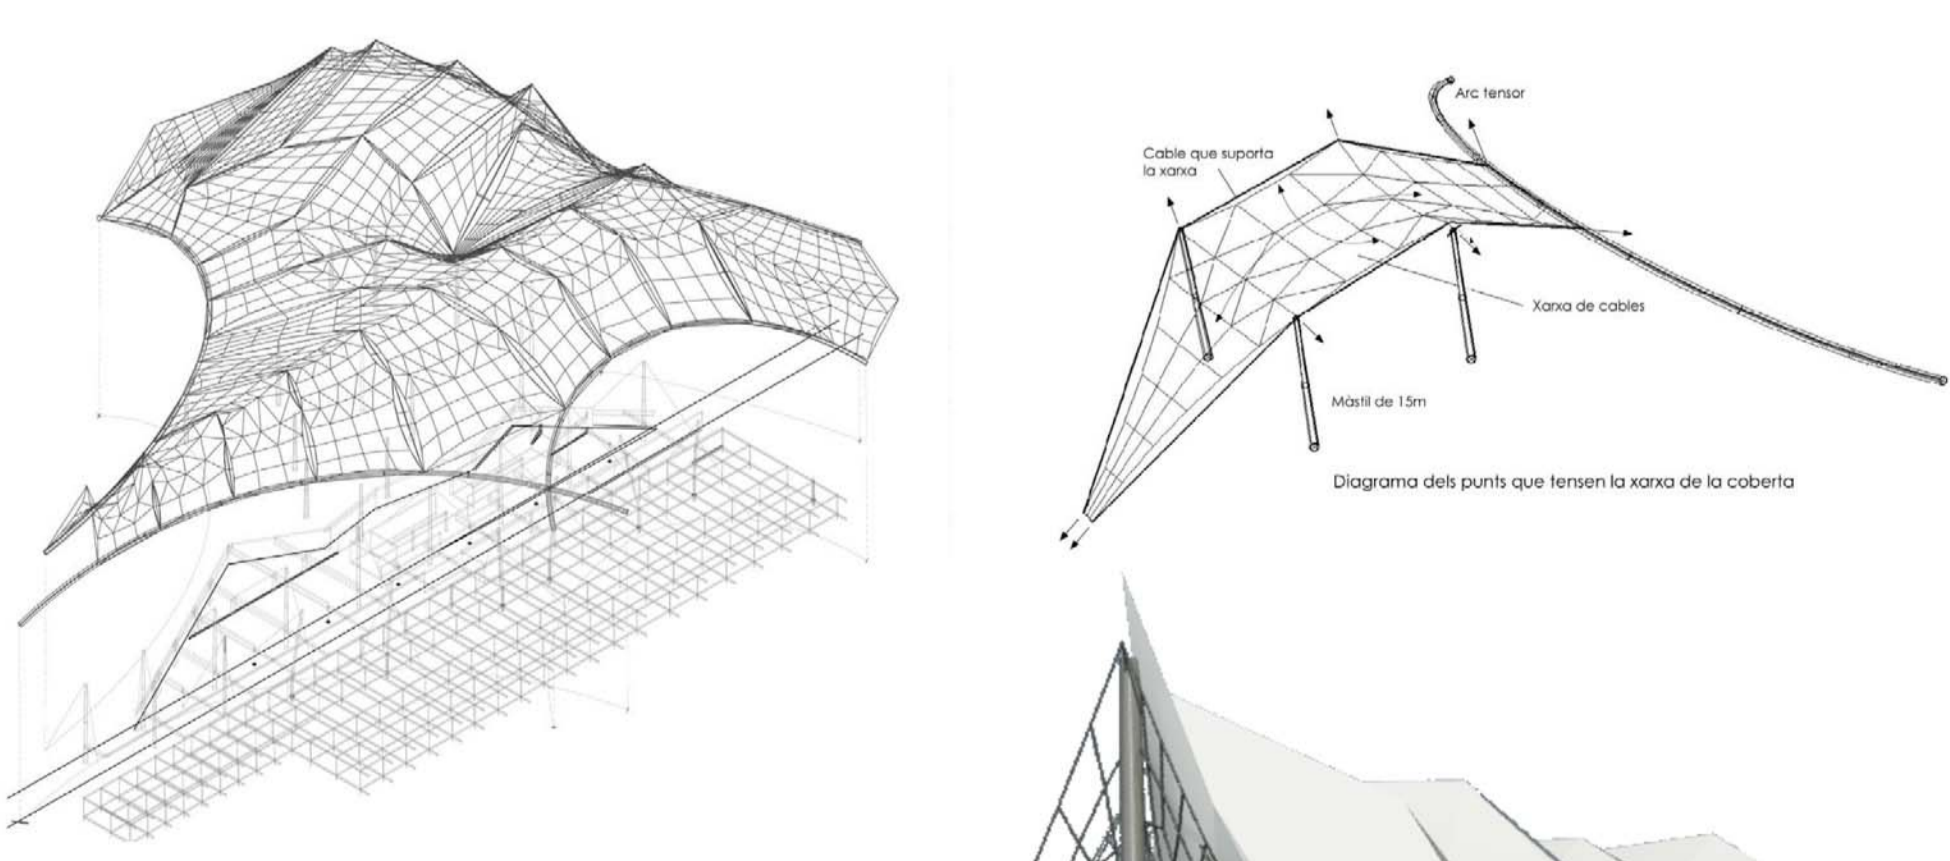 Arc tensor
Cable que suporta
la xarxa
Xarxa de cables
Màstil de 15m
Diagrama dels punts que tensen la xarxa de la coberta